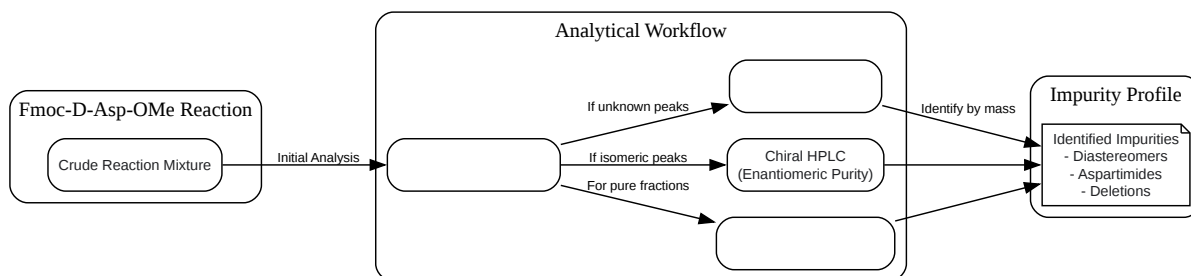 Analytical Workflow
Fmoc-D-Asp-OMe Reaction
Crude Reaction Mixture
Initial Analysis
If unknown peaks
If isomeric peaks
For pure fractions
Chiral HPLC
(Enantiomeric Purity)
Identify by mass
Impurity Profile
Identified Impurities
- Diastereomers
- Aspartimides
- Deletions